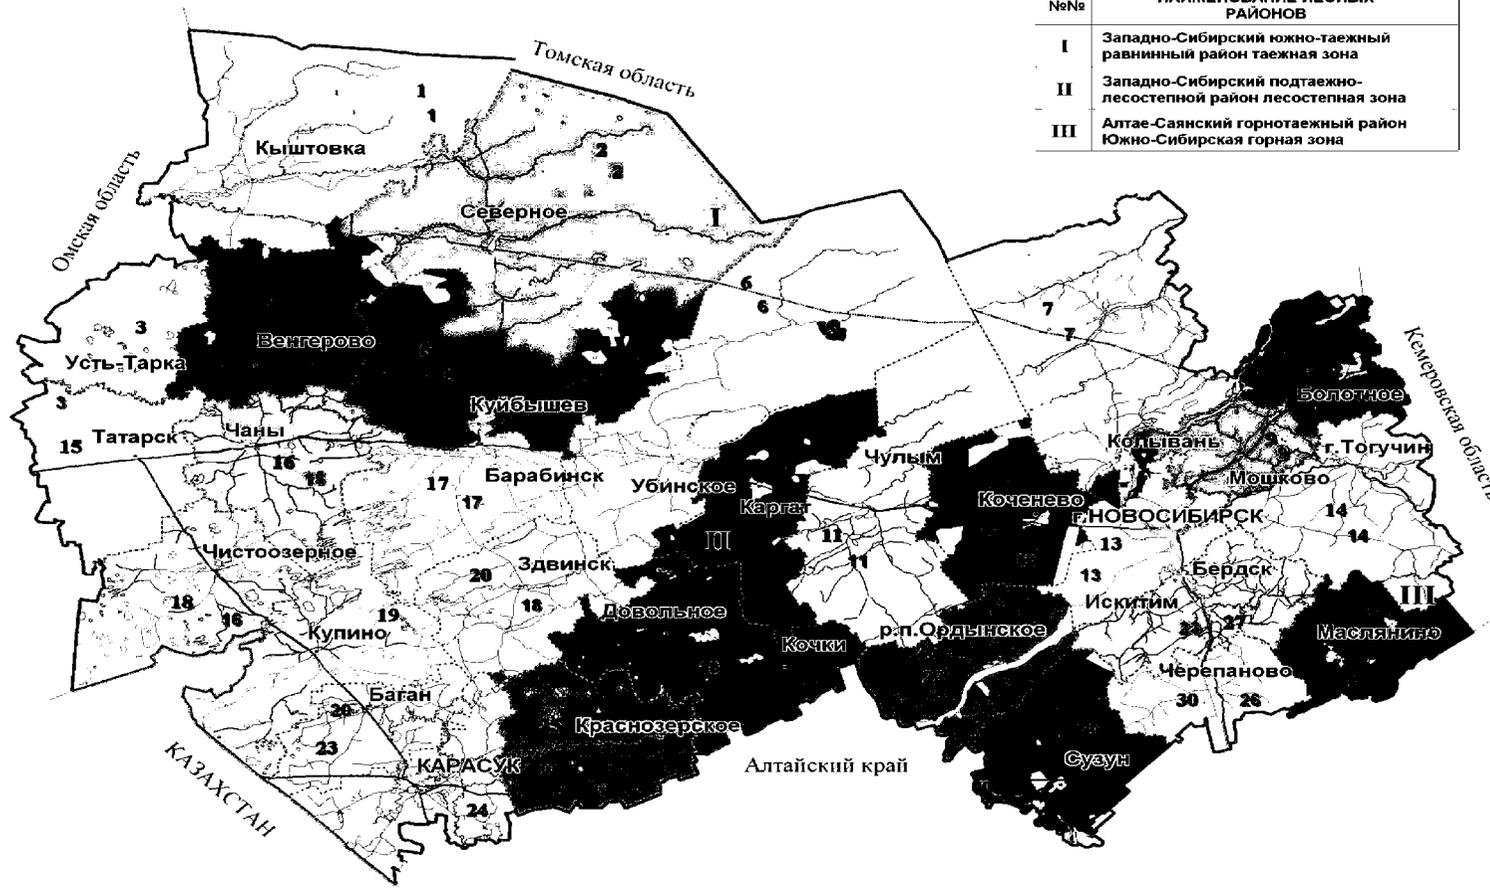 №№
НАИМЕНОВАНИЕ ЛЕСНЫХ
РАЙОНОВ
I
Западно-Сибирский южно-таежный
равнинный район таежная зона
II
Западно-Сибирский подтаежно-
лесостепной район лесостепная зона
III
Алтае-Саянский горнотаежный район
Южно-Сибирская горная зона
Томская область
Омская область
Кемеровская область
КАЗАХСТАН
Алтайский край
1
1
Кыштовка
2
2
Северное
I
6
6
7
7
3
Усть-Тарка
Венгерово
3
15
Татарск
Чаны
16
Куйбышев
Болотное
Колывань
г.Тогучин
Мошково
17
17
Барабинск
Убинское
Каргат
Чулым
Коченево
г.НОВОСИБИРСК
14
14
II
11
11
13
13
Чистоозерное
20
Здвинск
18
Бердск
III
18
16
19
Купино
Довольное
Кочки
р.п.Ордынское
Искитим
27
Маслянино
Черепаново
30
26
Баган
20
23
Краснозерское
КАРАСУК
24
Сузун